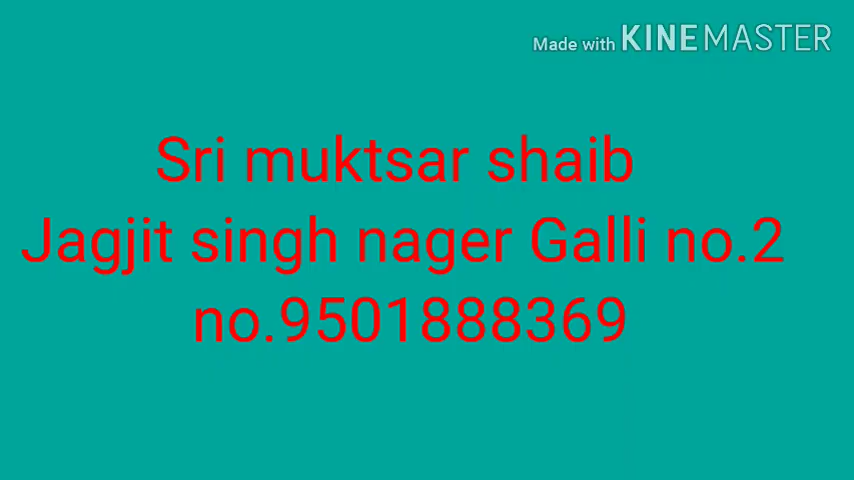 Made with KINEMASTER
Sri muktsar shaib
Jagjit singh nager Galli no.2
no.9501888369